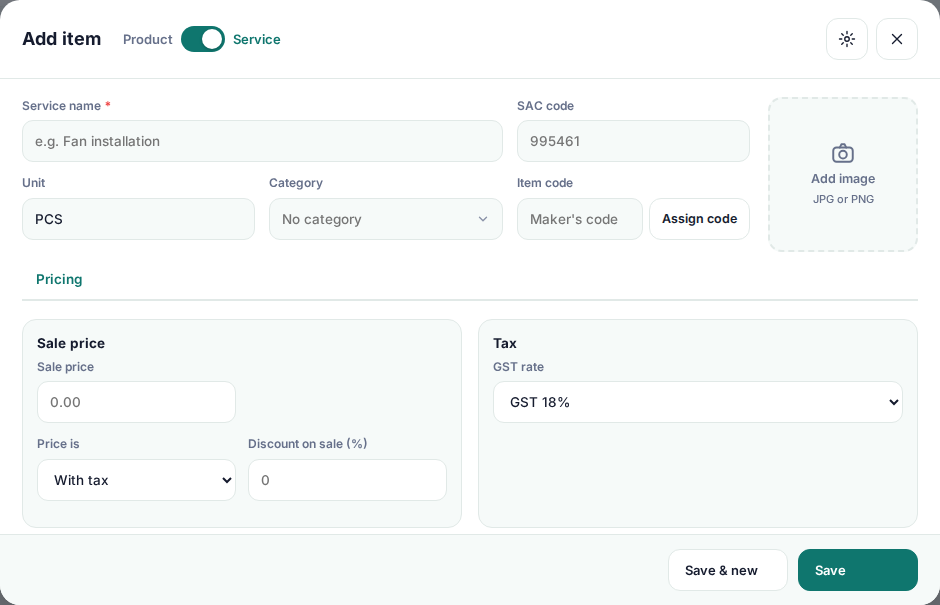 Add item Product Service
Service name * SAC code
e.g. Fan installation 995461
Add image
JPG or PNG
Unit Category Item code
PCS No category Maker's code Assign code
Pricing
Sale price
Sale price
0.00
Price is Discount on sale (%)
With tax 0
Tax
GST rate
GST 18%
Save & new Save